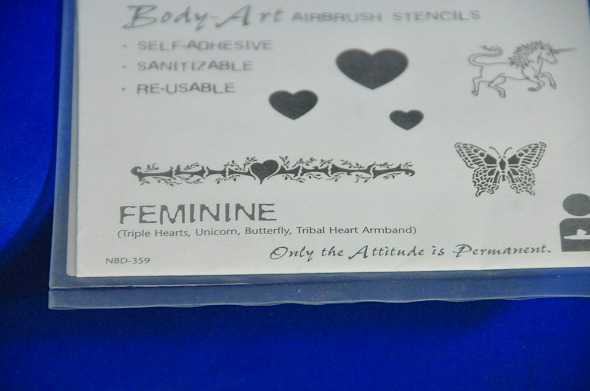 Body-Art AIRBRUSH STENCILS
· SELF-ADHESIVE
· SANITIZABLE
· RE-USABLE
FEMININE
(Triple Hearts, Unicorn, Butterfly, Tribal Heart Armband)
Only the Attitude is Permanent.
NBD-359